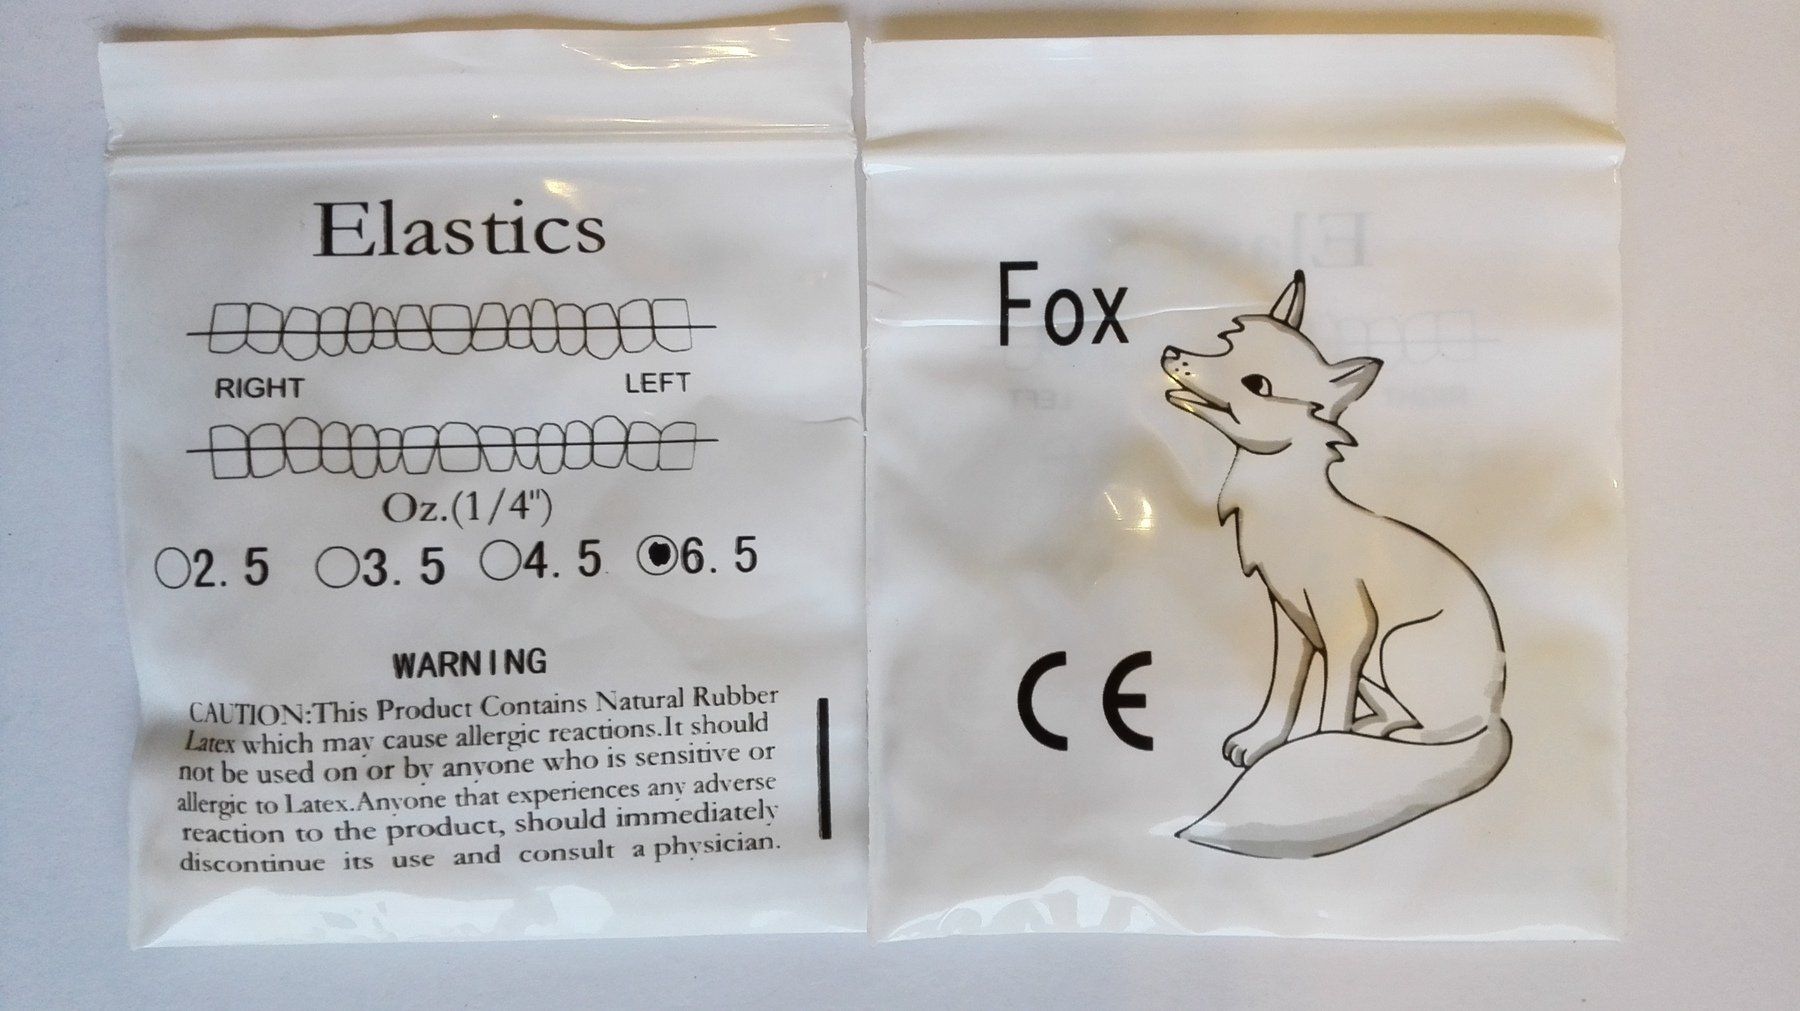 Elastics
RIGHT LEFT
Oz.(1/4")
2.5 3.5 4.5 6.5
WARNING
CAUTION:This Product Contains Natural Rubber
Latex which may cause allergic reactions.It should
not be used on or by anyone who is sensitive or
allergic to Latex.Anyone that experiences any adverse
reaction to the product, should immediately
discontinue its use and consult a physician.
Fox
CE